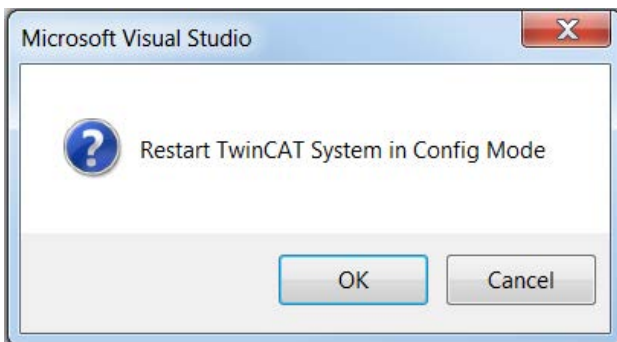 Microsoft Visual Studio
Restart TwinCAT System in Config Mode
OK
Cancel